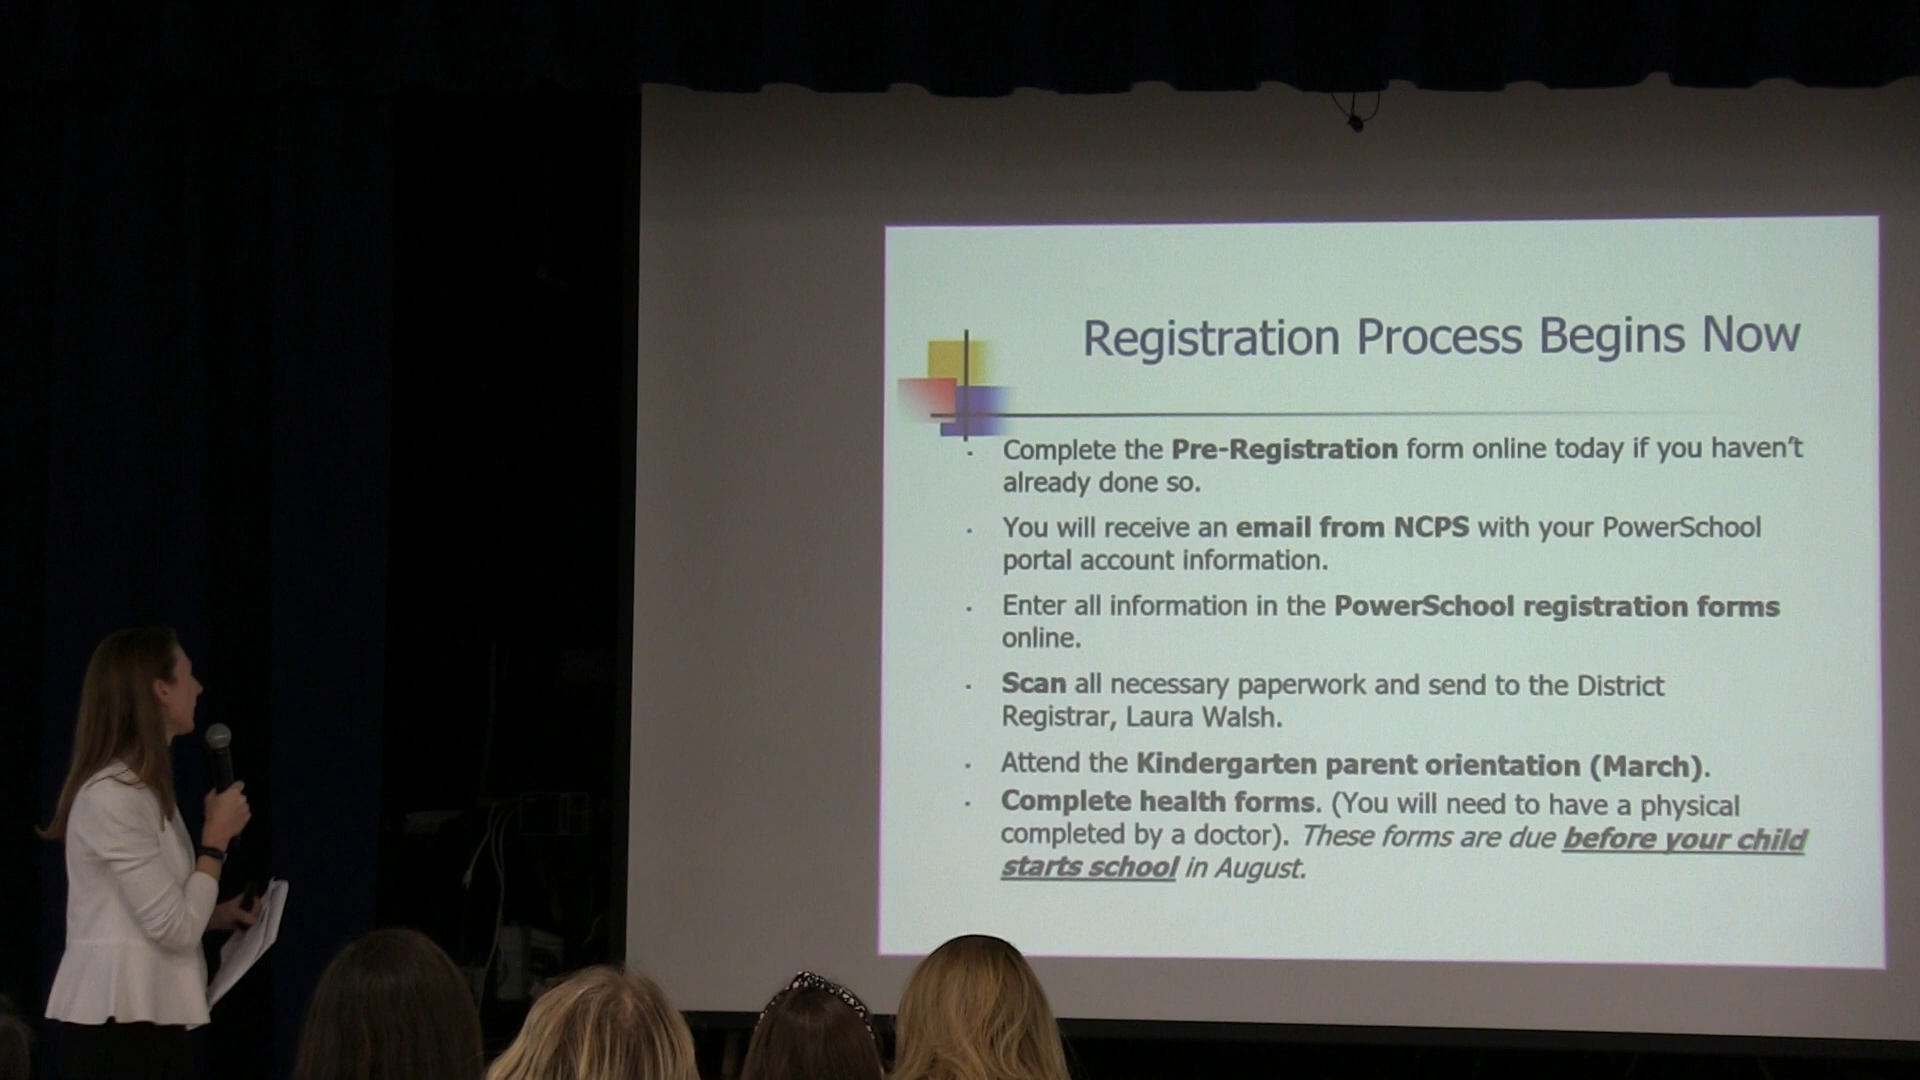 Registration Process Begins Now
Complete the Pre-Registration form online today if you haven't
already done so.
You will receive an email from NCPS with your PowerSchool
portal account information.
Enter all information in the PowerSchool registration forms
online.
Scan all necessary paperwork and send to the District
Registrar, Laura Walsh.
Attend the Kindergarten parent orientation (March).
Complete health forms. (You will need to have a physical
completed by a doctor). These forms are due before your child
starts school in August.